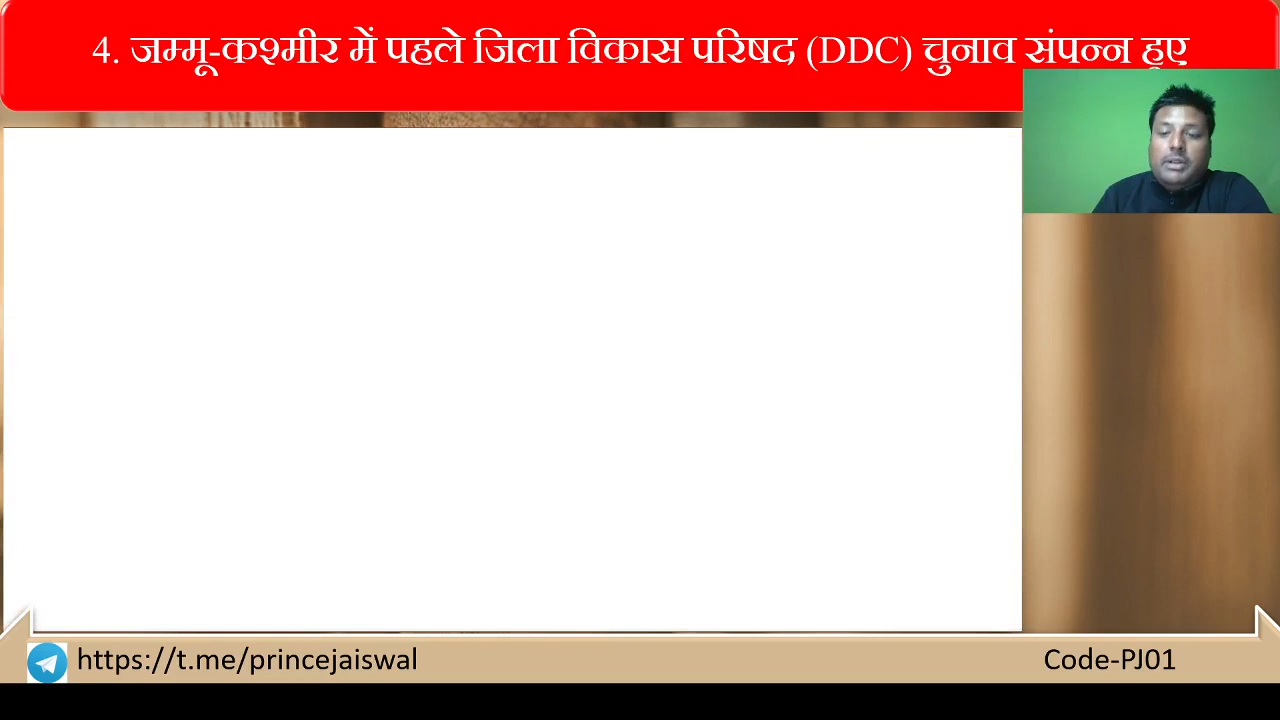 4. जम्मू-कश्मीर में पहले जिला विकास परिषद (DDC) चुनाव संपन्न हुए
https://t.me/princejaiswal
Code-PJ01